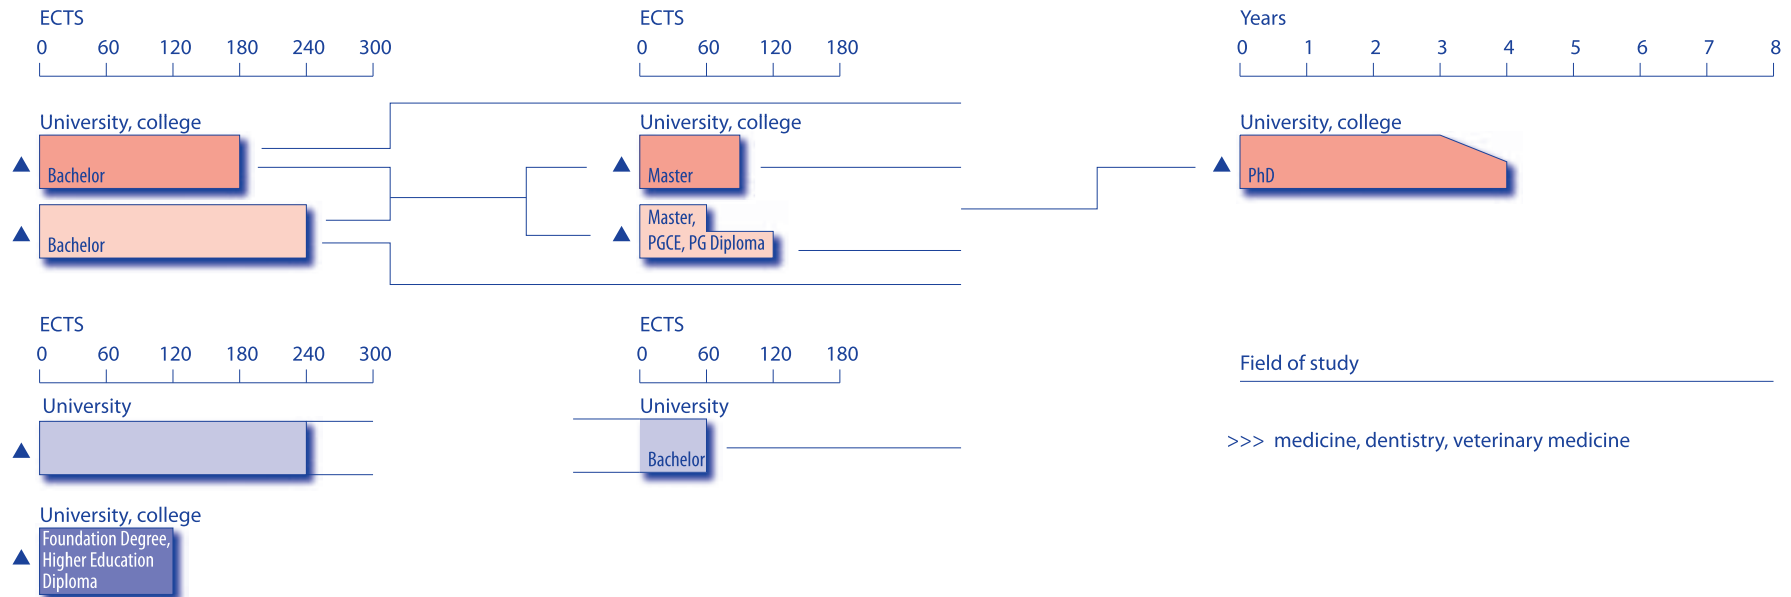 ECTS
0 60 120 180 240 300
ECTS
0 60 120 180
Years
0 1 2 3 4 5 6 7 8
University, college
Bachelor
Bachelor
University, college
Master
Master,
PGCE, PG Diploma
University, college
PhD
ECTS
0 60 120 180 240 300
ECTS
0 60 120 180
University
University
Bachelor
Field of study
>>> medicine, dentistry, veterinary medicine
University, college
Foundation Degree,
Higher Education
Diploma